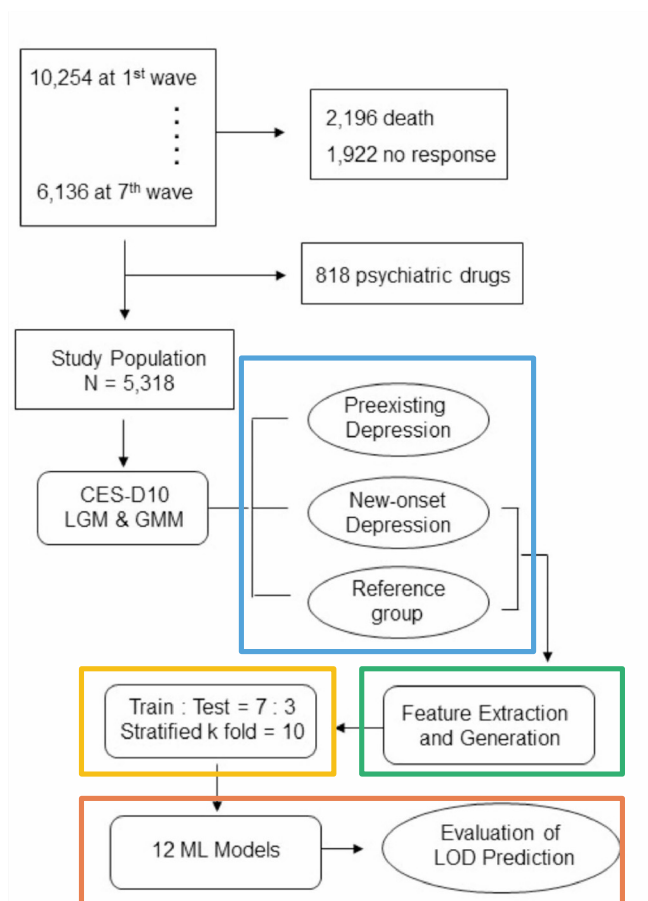 10,254 at 1st wave
6,136 at 7th wave
2,196 death
1,922 no response
818 psychiatric drugs
Study Population
N = 5,318
CES-D10
LGM & GMM
Preexisting
Depression
New-onset
Depression
Reference
group
Feature Extraction
and Generation
Train : Test = 7 : 3
Stratified k fold = 10
12 ML Models
Evaluation of
LOD Prediction